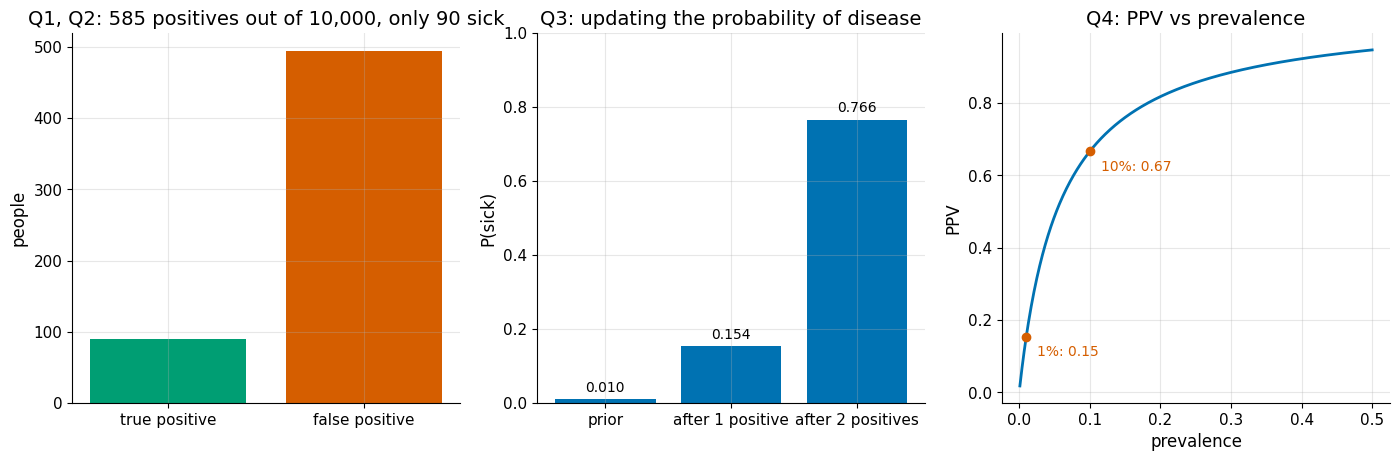 Q1, Q2: 585 positives out of 10,000, only 90 sick
people
500
400
300
200
100
0
true positive
false positive
Q3: updating the probability of disease
P(sick)
1.0
0.8
0.6
0.4
0.2
0.0
0.010
0.154
0.766
prior
after 1 positive
after 2 positives
Q4: PPV vs prevalence
PPV
0.8
0.6
0.4
0.2
0.0
10%: 0.67
1%: 0.15
0.0
0.1
0.2
0.3
0.4
0.5
prevalence